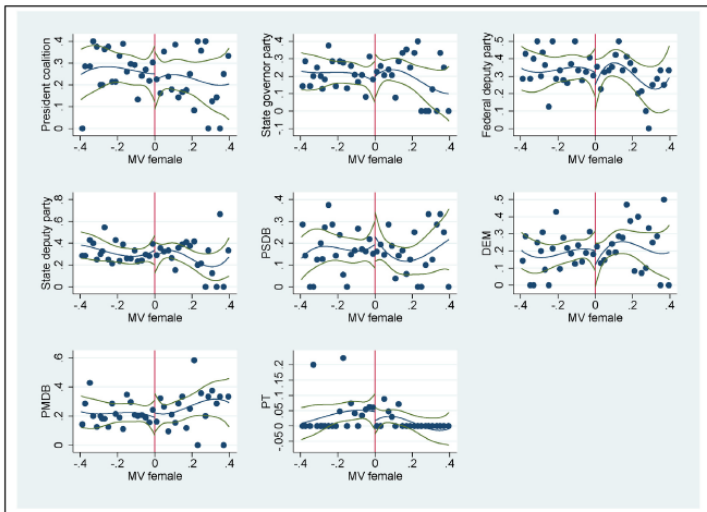 President coalition
0 .1 .2 .3 .4
-.4 -.2 0 .2 .4
MV female
State governor party
-.1 0 .1 .2 .3 .4
-.4 -.2 0 .2 .4
MV female
Federal deputy party
0 .1 .2 .3 .4 .5
-.4 -.2 0 .2 .4
MV female
State deputy party
0 .2 .4 .6 .8
-.4 -.2 0 .2 .4
MV female
PSDB
0 .1 .2 .3 .4
-.4 -.2 0 .2 .4
MV female
DEM
0 .1 .2 .3 .4 .5
-.4 -.2 0 .2 .4
MV female
PMDB
0 .2 .4 .6
-.4 -.2 0 .2 .4
MV female
PT
-.05 0 .05 .1 .15 .2
-.4 -.2 0 .2 .4
MV female